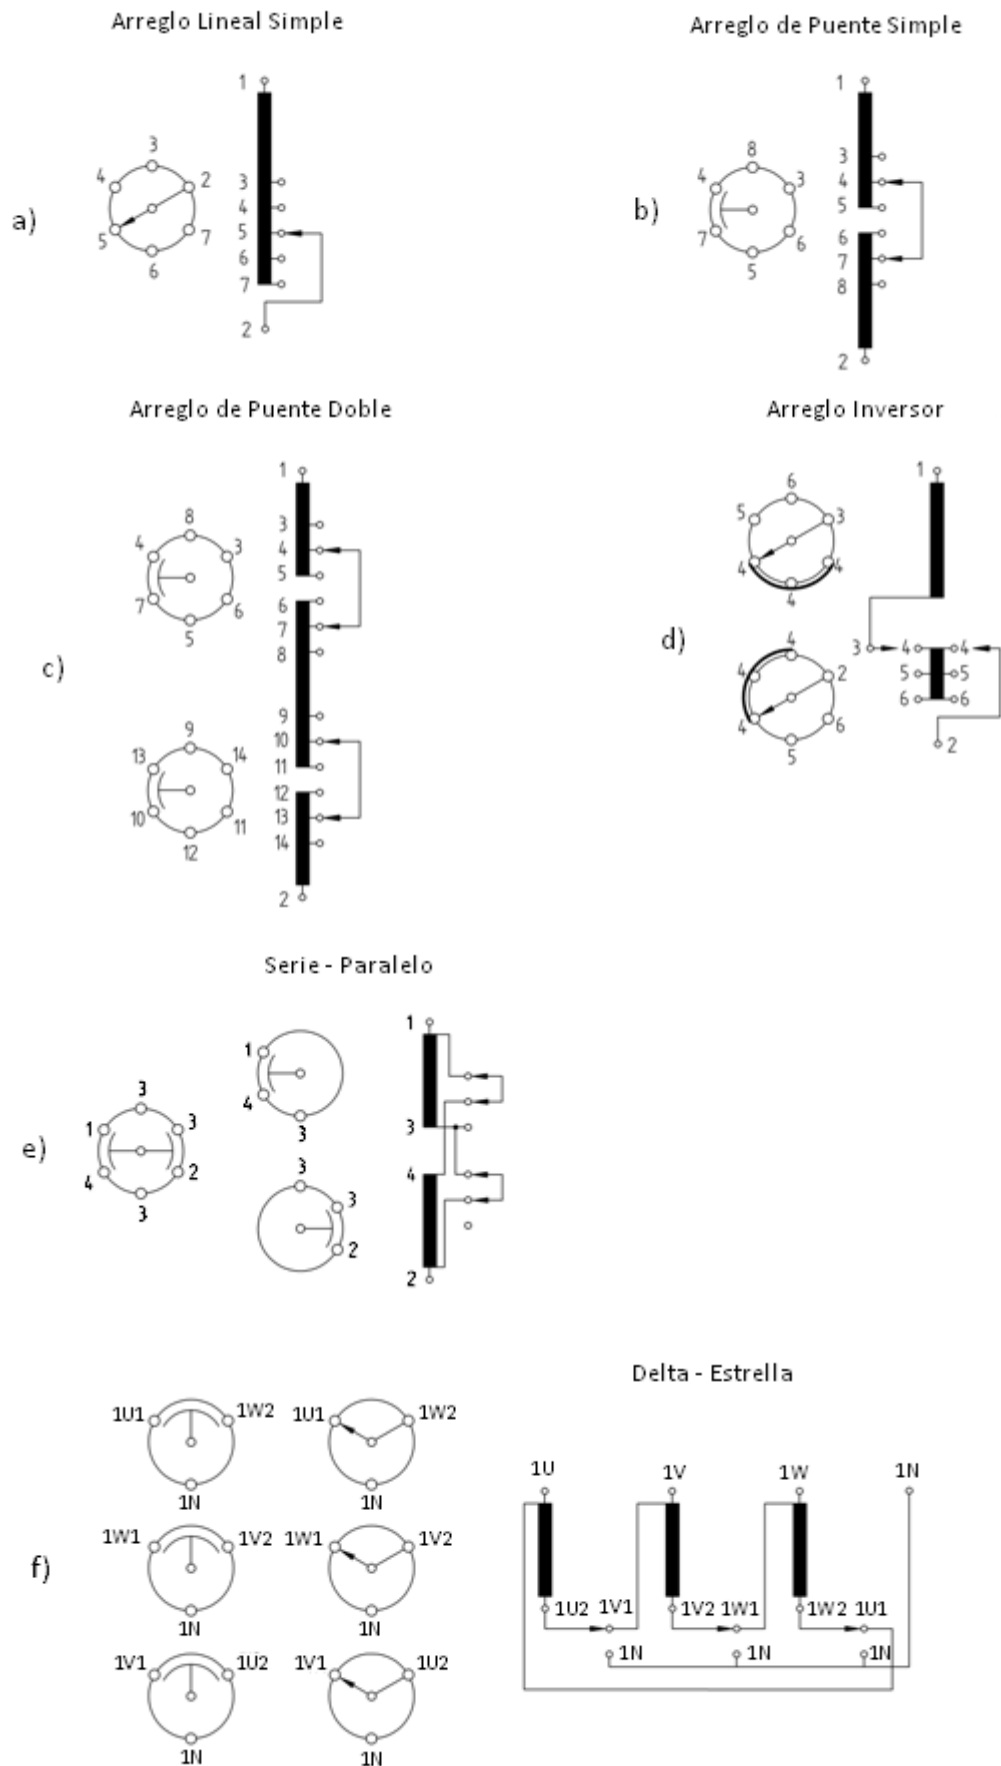 Arreglo Lineal Simple
Arreglo de Puente Simple
a)
3
4 2
5 7
6
1
3
4
5
6
7
2
b)
8
4 3
7 6
5
1
3
4
5
6
7
8
2
Arreglo de Puente Doble
Arreglo Inversor
c)
8
4 3
7 6
5
9
13 14
10 11
12
1
3
4
5
6
7
8
9
10
11
12
13
14
2
d)
6
5 3
4 4
4
4
4 2
4 6
5
1
3 4 4
5 5
6 6
2
Serie - Paralelo
e)
3
1 3
4 2
3
1
4
3
3
3
2
1
3
4
2
Delta - Estrella
f)
1U1 1W2
1N
1U1 1W2
1N
1W1 1V2
1N
1W1 1V2
1N
1V1 1U2
1N
1V1 1U2
1N
1U 1V 1W 1N
1U2 1V1 1V2 1W1 1W2 1U1
1N 1N 1N